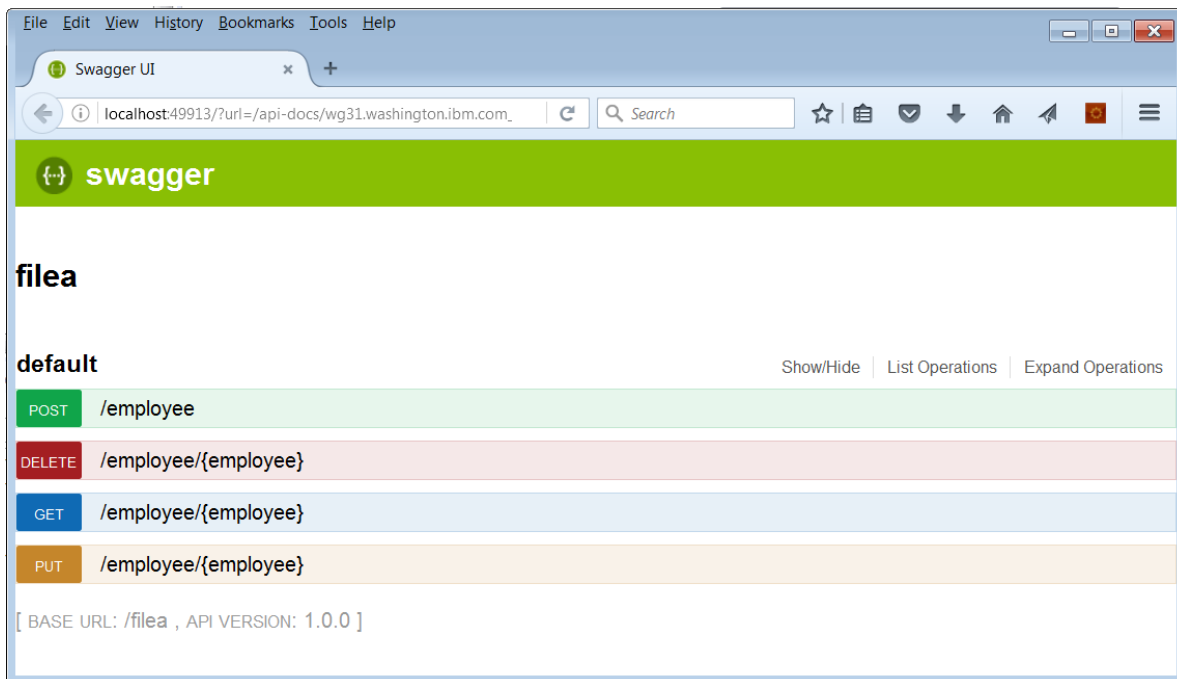 File Edit View History Bookmarks Tools Help
Swagger UI
localhost:49913/?url=/api-docs/wg31.washington.ibm.com_
Search
{··} swagger
filea
default
Show/Hide List Operations Expand Operations
POST /employee
DELETE /employee/{employee}
GET /employee/{employee}
PUT /employee/{employee}
[ BASE URL: /filea , API VERSION: 1.0.0 ]